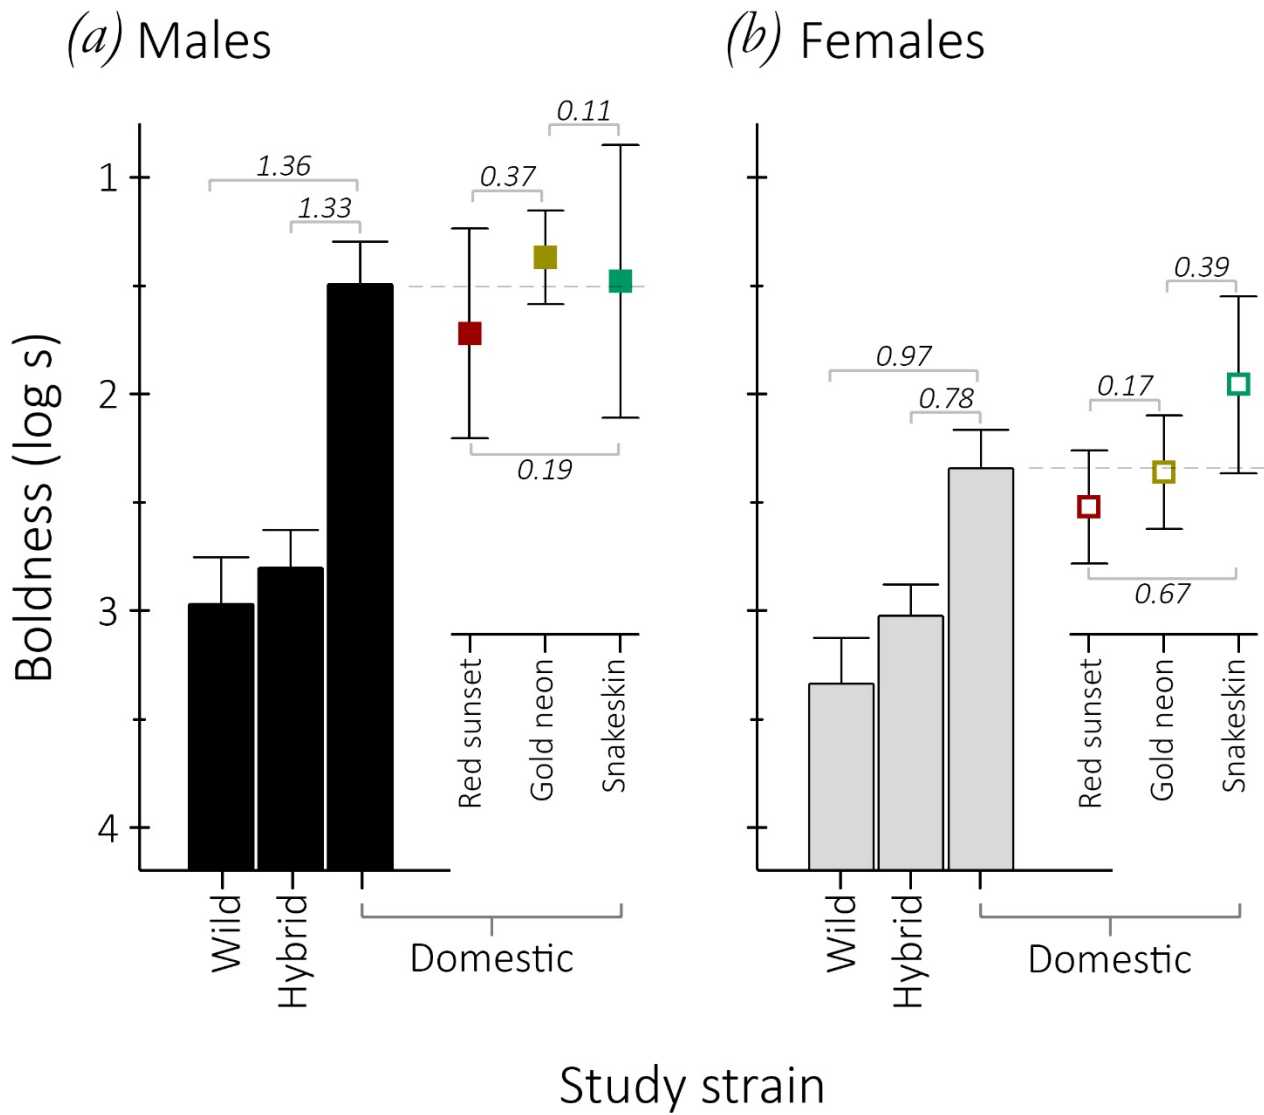 (a) Males
(b) Females
Boldness (log s)
1
2
3
4
1.36
1.33
0.37
0.11
0.19
Red sunset
Gold neon
Snakeskin
Wild
Hybrid
Domestic
0.97
0.78
0.17
0.39
0.67
Red sunset
Gold neon
Snakeskin
Wild
Hybrid
Domestic
Study strain